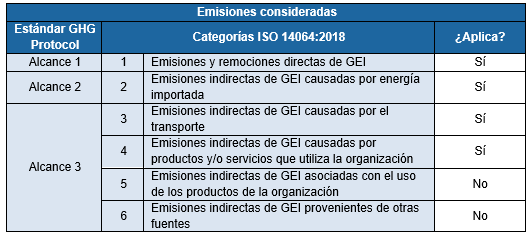 Emisiones consideradas
Estándar GHG
Protocol
Categorías ISO 14064:2018
¿Aplica?
Alcance 1
1
Emisiones y remociones directas de GEI
Sí
Alcance 2
2
Emisiones indirectas de GEI causadas por energía
importada
Sí
Alcance 3
3
Emisiones indirectas de GEI causadas por el
transporte
Sí
4
Emisiones indirectas de GEI causadas por
productos y/o servicios que utiliza la organización
Sí
5
Emisiones indirectas de GEI asociadas con el uso
de los productos de la organización
No
6
Emisiones indirectas de GEI provenientes de otras
fuentes
No